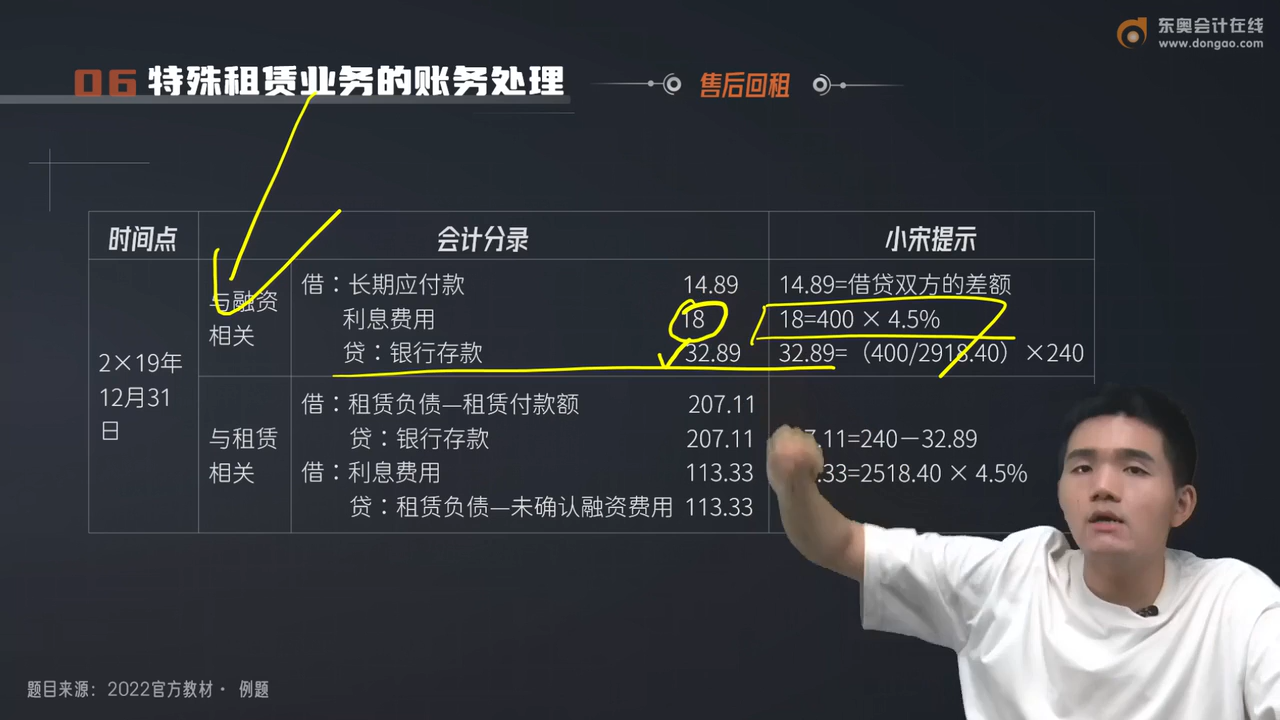 东奥会计在线
www.dongao.com
06 特殊租赁业务的账务处理
售后回租
时间点 会计分录 小宋提示
2×19年
12月31
日
与融资
相关
借：长期应付款 14.89 14.89=借贷双方的差额
利息费用 18 18=400 × 4.5%
贷：银行存款 32.89 32.89=（400/2918.40）×240
与租赁
相关
借：租赁负债—租赁付款额 207.11
贷：银行存款 207.11 .11=240－32.89
借：利息费用 113.33 .33=2518.40 × 4.5%
贷：租赁负债—未确认融资费用 113.33
题目来源：2022官方教材· 例题